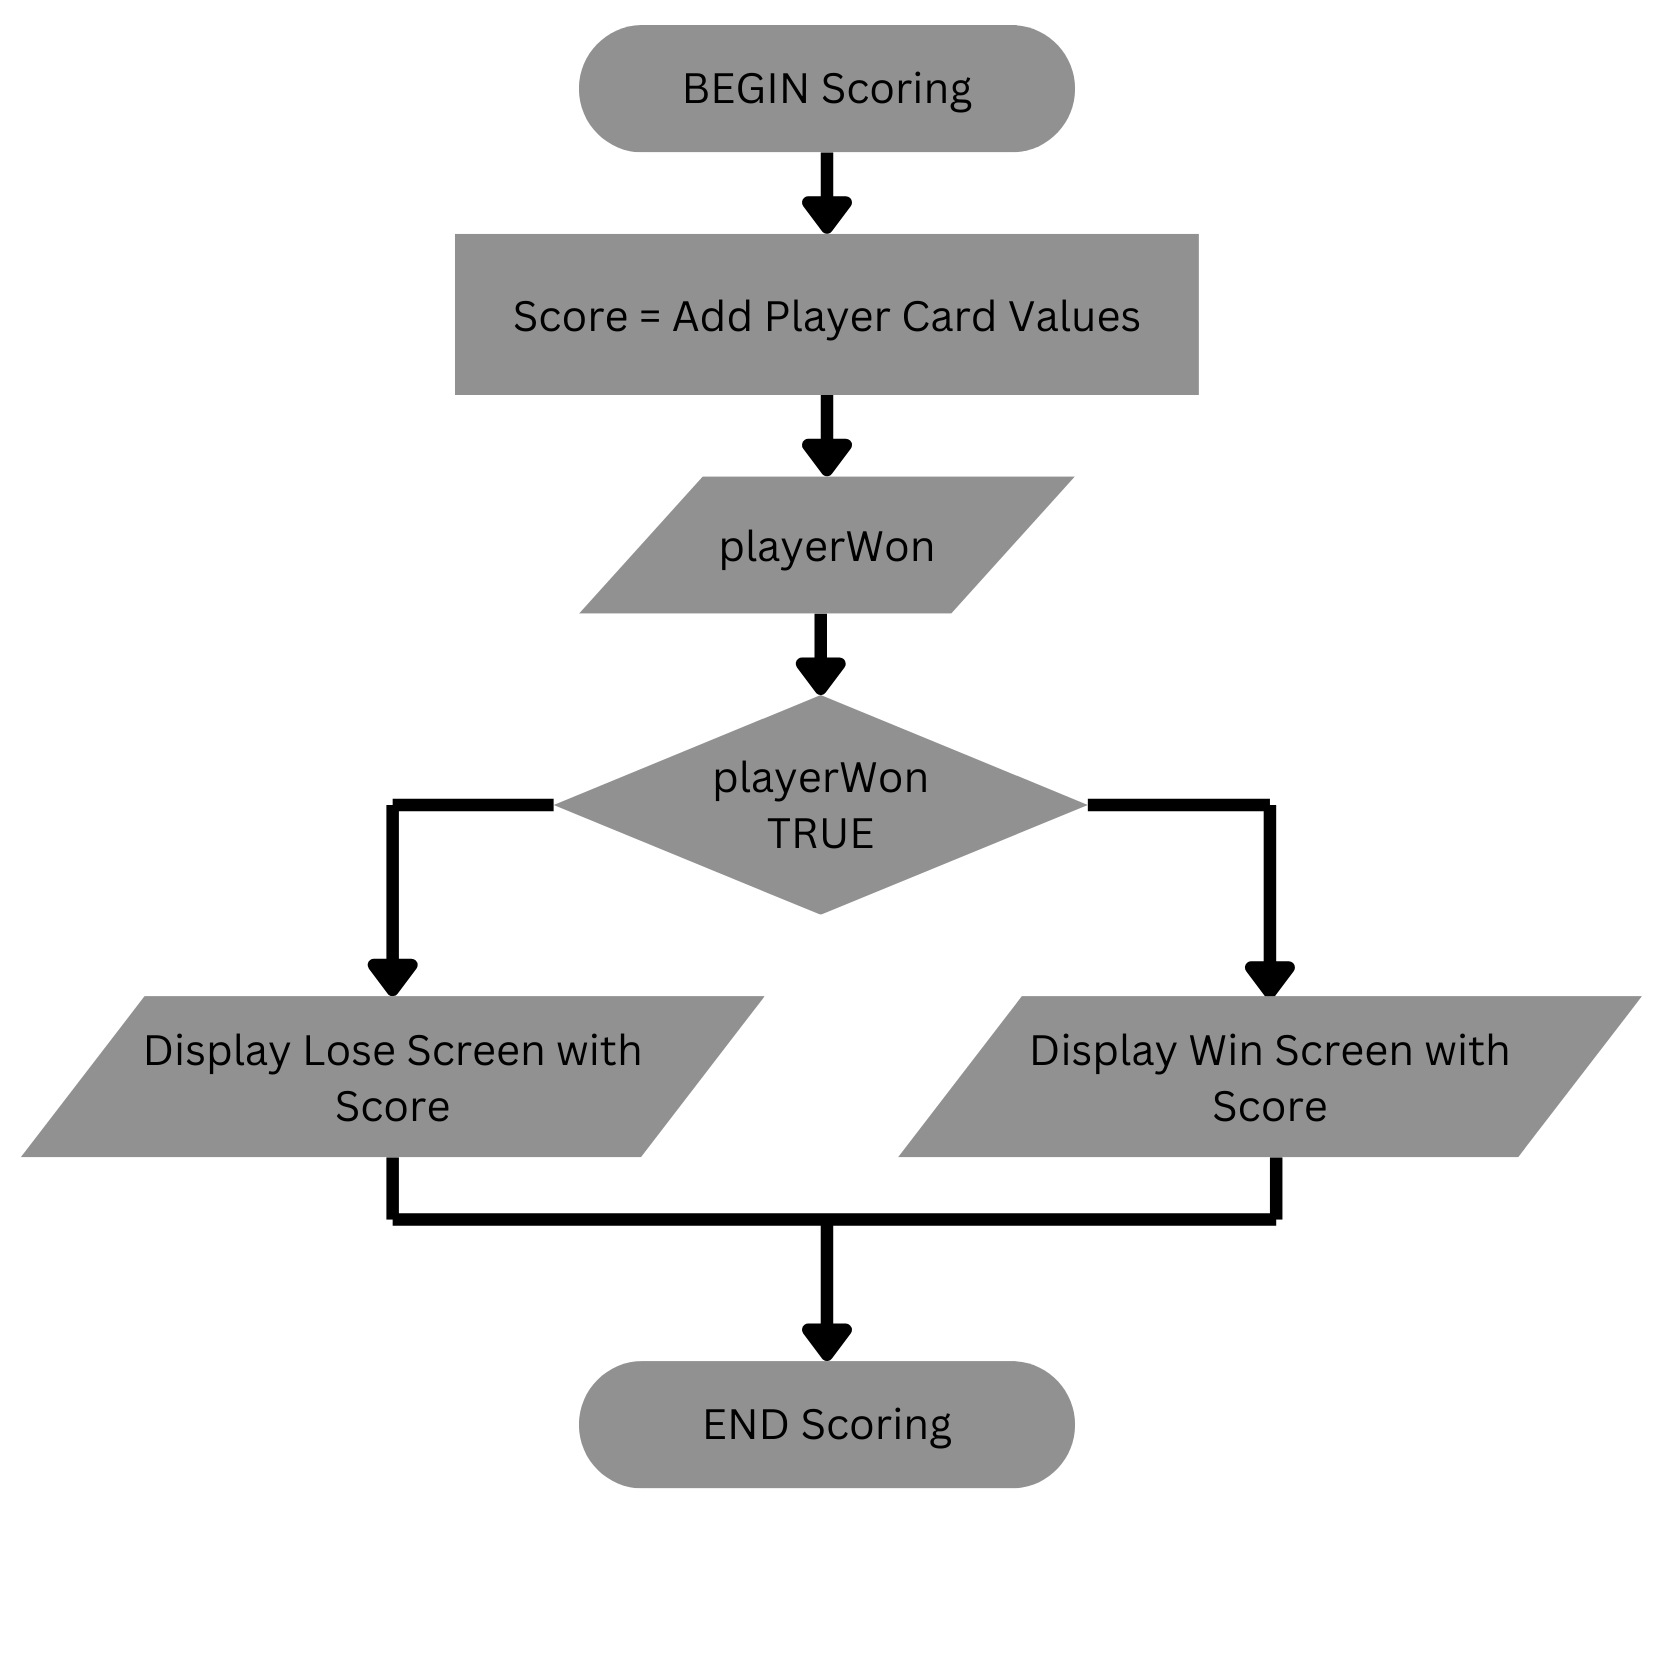 BEGIN Scoring
Score = Add Player Card Values
playerWon
playerWon
TRUE
Display Lose Screen with
Score
Display Win Screen with
Score
END Scoring